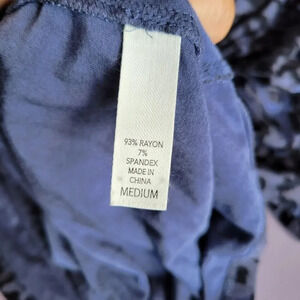 93% RAYON
7%
SPANDEX
MADE IN
CHINA
MEDIUM